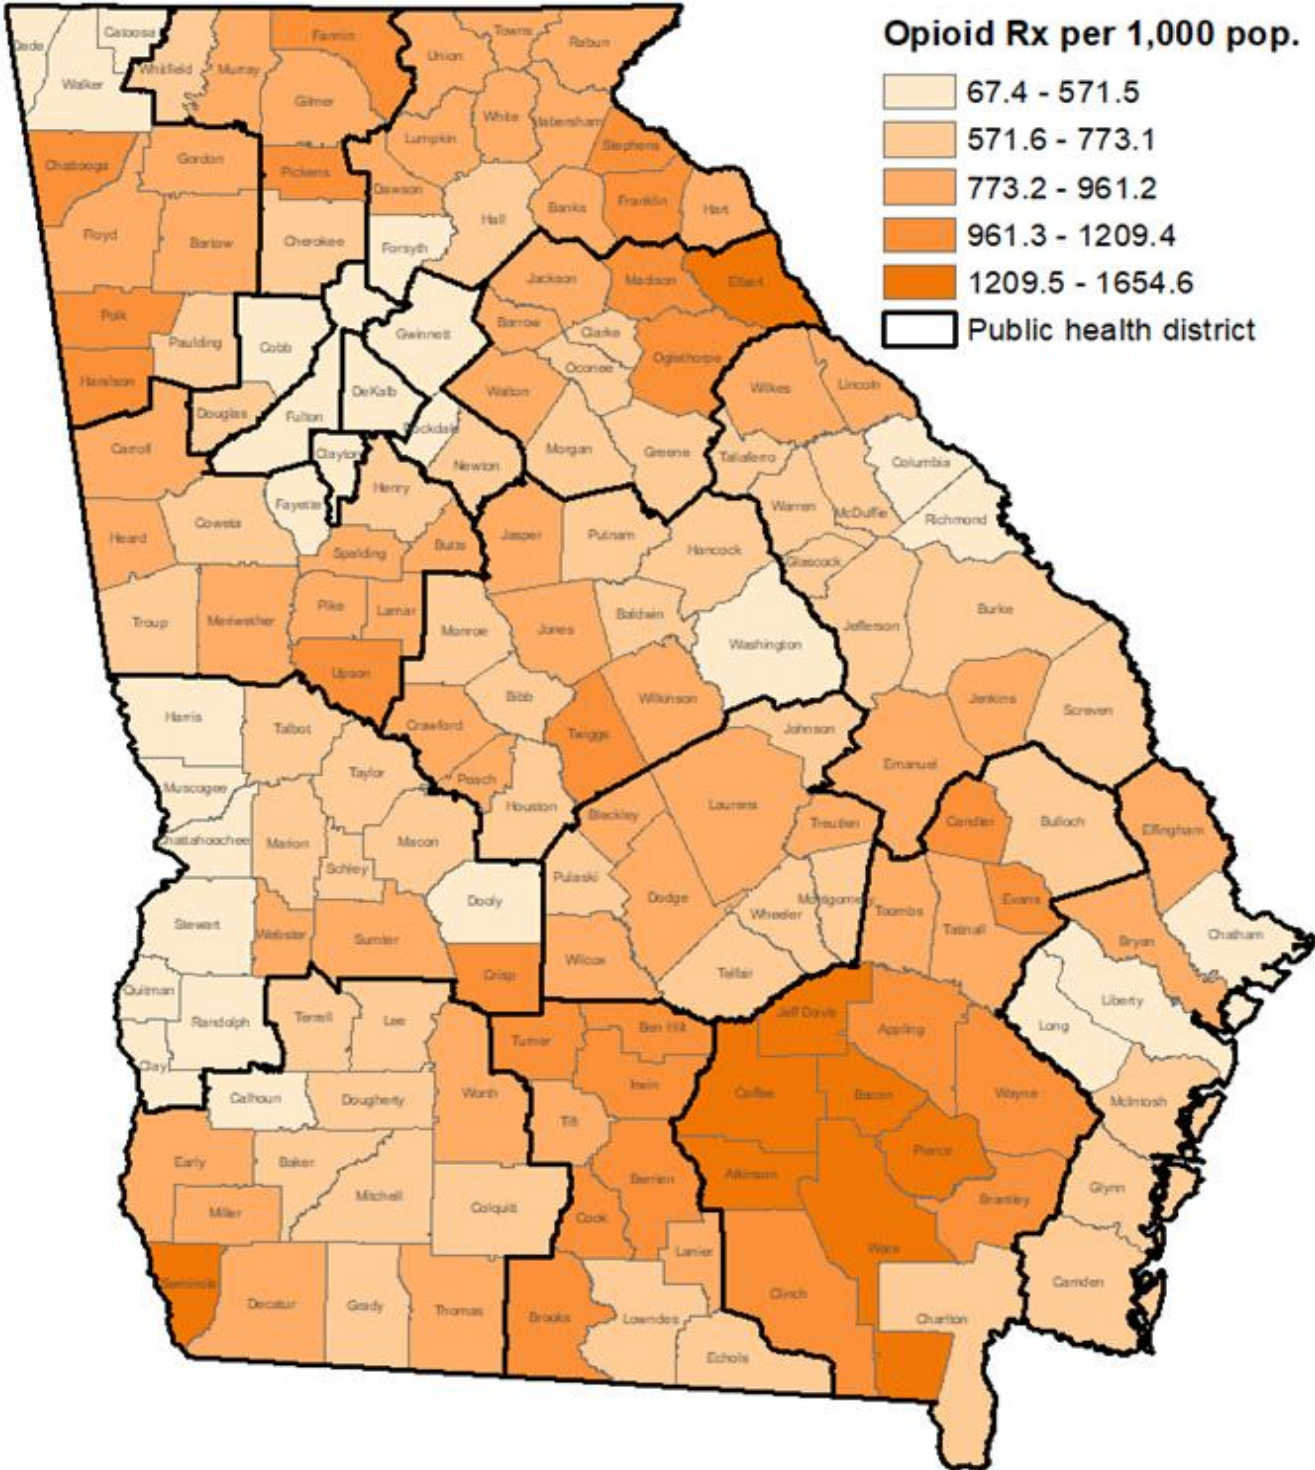 Opioid Rx per 1,000 pop.
67.4 - 571.5
571.6 - 773.1
773.2 - 961.2
961.3 - 1209.4
1209.5 - 1654.6
Public health district
Dade
Catoosa
Walker
Whitfield
Murray
Fannin
Gilmer
Union
Towns
Rabun
White
Habersham
Lumpkin
Stephens
Chattooga
Gordon
Pickens
Dawson
Hall
Banks
Franklin
Hart
Floyd
Bartow
Cherokee
Forsyth
Jackson
Madison
Elbert
Polk
Paulding
Cobb
Gwinnett
Barrow
Clarke
Oconee
Oglethorpe
Haralson
Douglas
Fulton
DeKalb
Rockdale
Walton
Wilkes
Lincoln
Carroll
Clayton
Newton
Morgan
Greene
Taliaferro
Columbia
Coweta
Fayette
Henry
Warren
McDuffie
Richmond
Heard
Spalding
Butts
Jasper
Putnam
Hancock
Glascock
Troup
Meriwether
Pike
Lamar
Monroe
Jones
Baldwin
Washington
Jefferson
Burke
Upson
Bibb
Wilkinson
Jenkins
Screven
Harris
Talbot
Crawford
Twiggs
Johnson
Emanuel
Muscogee
Taylor
Peach
Houston
Bleckley
Laurens
Treutlen
Candler
Bulloch
Effingham
Chattahoochee
Marion
Schley
Macon
Pulaski
Dodge
Wheeler
Montgomery
Toombs
Tattnall
Evans
Stewart
Webster
Sumter
Dooly
Crisp
Wilcox
Telfair
Bryan
Chatham
Quitman
Randolph
Terrell
Lee
Turner
Ben Hill
Jeff Davis
Appling
Long
Liberty
Clay
Calhoun
Dougherty
Worth
Irwin
Tift
Coffee
Bacon
Wayne
McIntosh
Early
Baker
Mitchell
Colquitt
Berrien
Atkinson
Pierce
Brantley
Glynn
Miller
Cook
Lanier
Ware
Seminole
Decatur
Grady
Thomas
Brooks
Lowndes
Echols
Clinch
Charlton
Camden